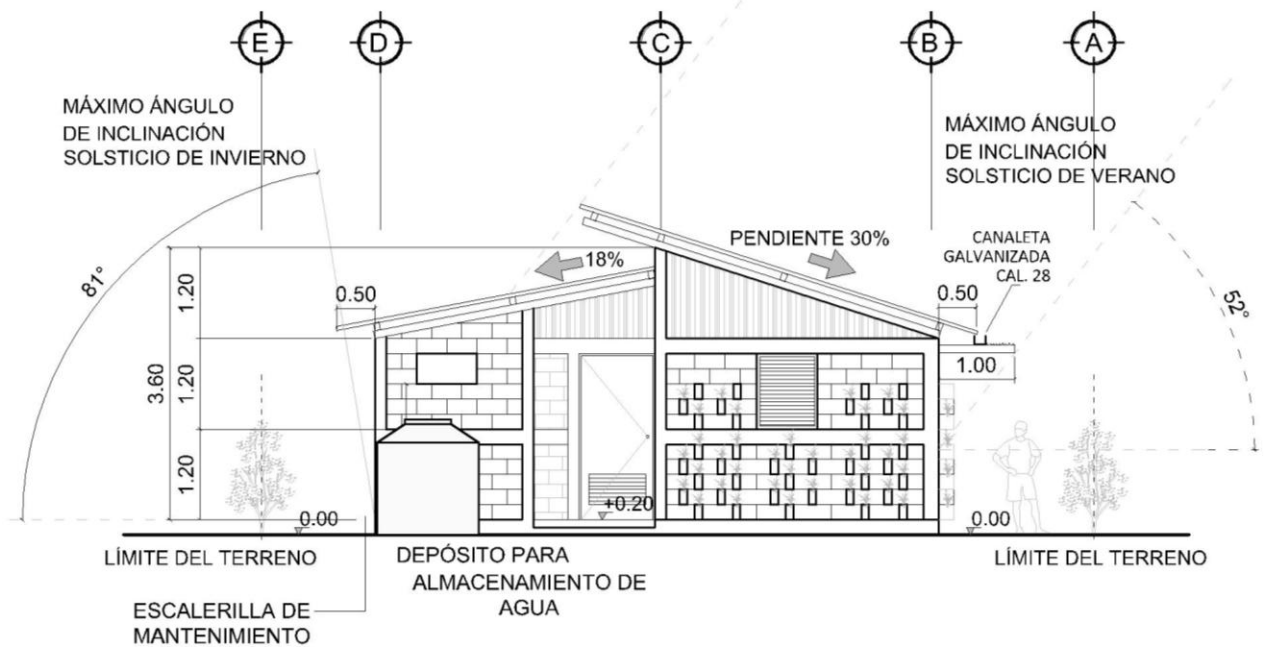 E
D
C
B
A
MÁXIMO ÁNGULO
DE INCLINACIÓN
SOLSTICIO DE INVIERNO
MÁXIMO ÁNGULO
DE INCLINACIÓN
SOLSTICIO DE VERANO
PENDIENTE 30%
18%
CANALETA
GALVANIZADA
CAL. 28
81°
52°
0.50
0.50
1.00
3.60
1.20
1.20
1.20
+0.20
0.00
0.00
LÍMITE DEL TERRENO
DEPÓSITO PARA
ALMACENAMIENTO DE
AGUA
LÍMITE DEL TERRENO
ESCALERILLA DE
MANTENIMIENTO